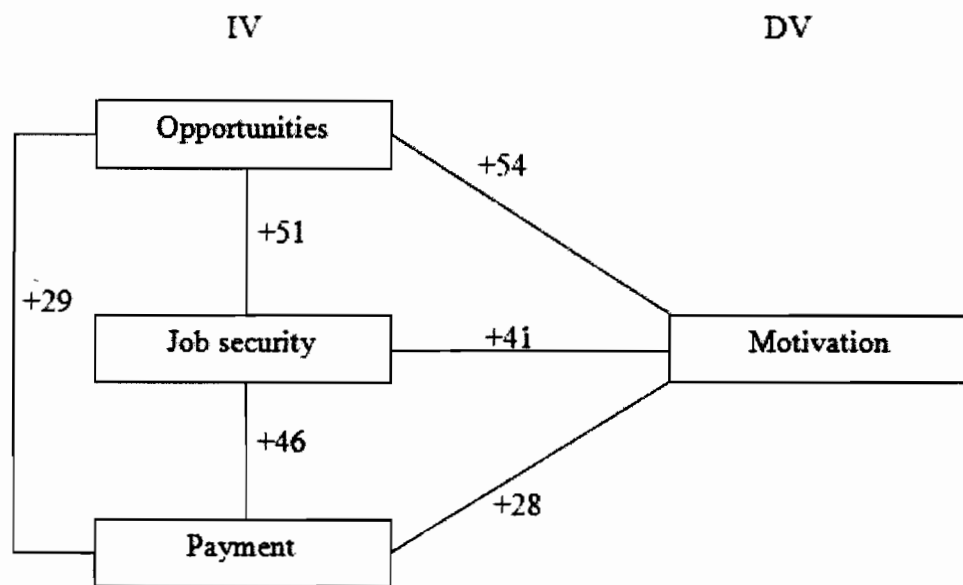 IV DV
Opportunities
+54
+51
+29
Job security
+41
Motivation
+46
+28
Payment